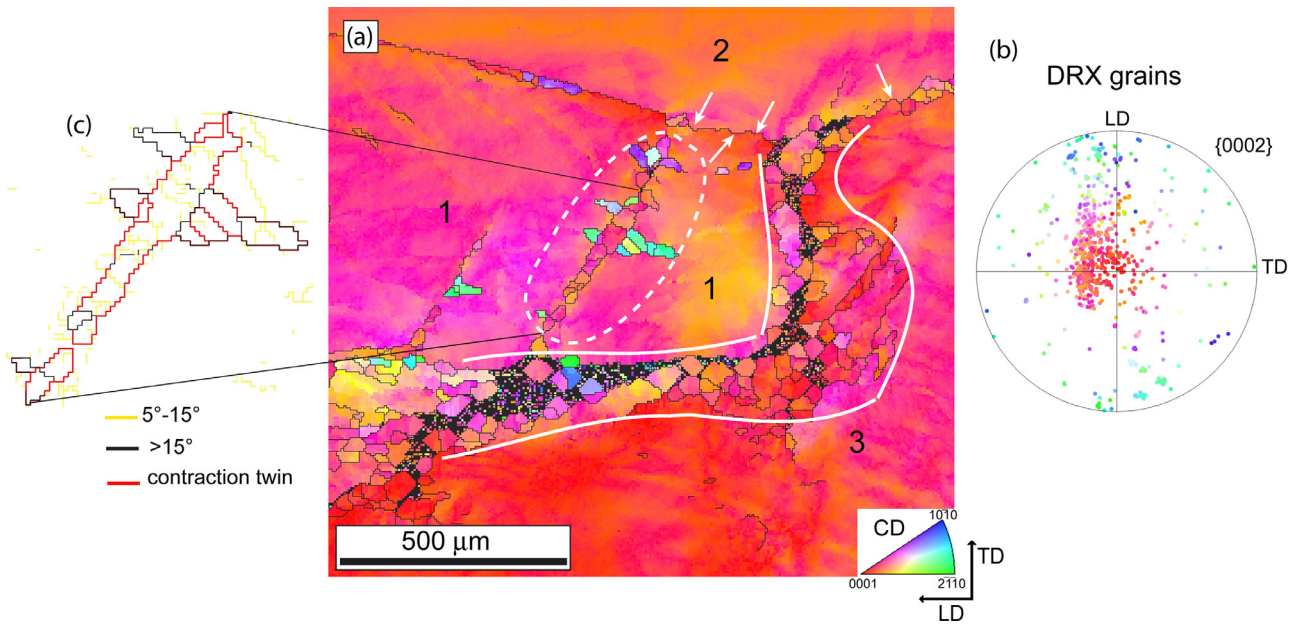 (a)
2
1
1
3
500 μm
CD
0001
1010
2110
TD
LD
(b)
DRX grains
LD
{0002}
TD
(c)
5°-15°
>15°
contraction twin